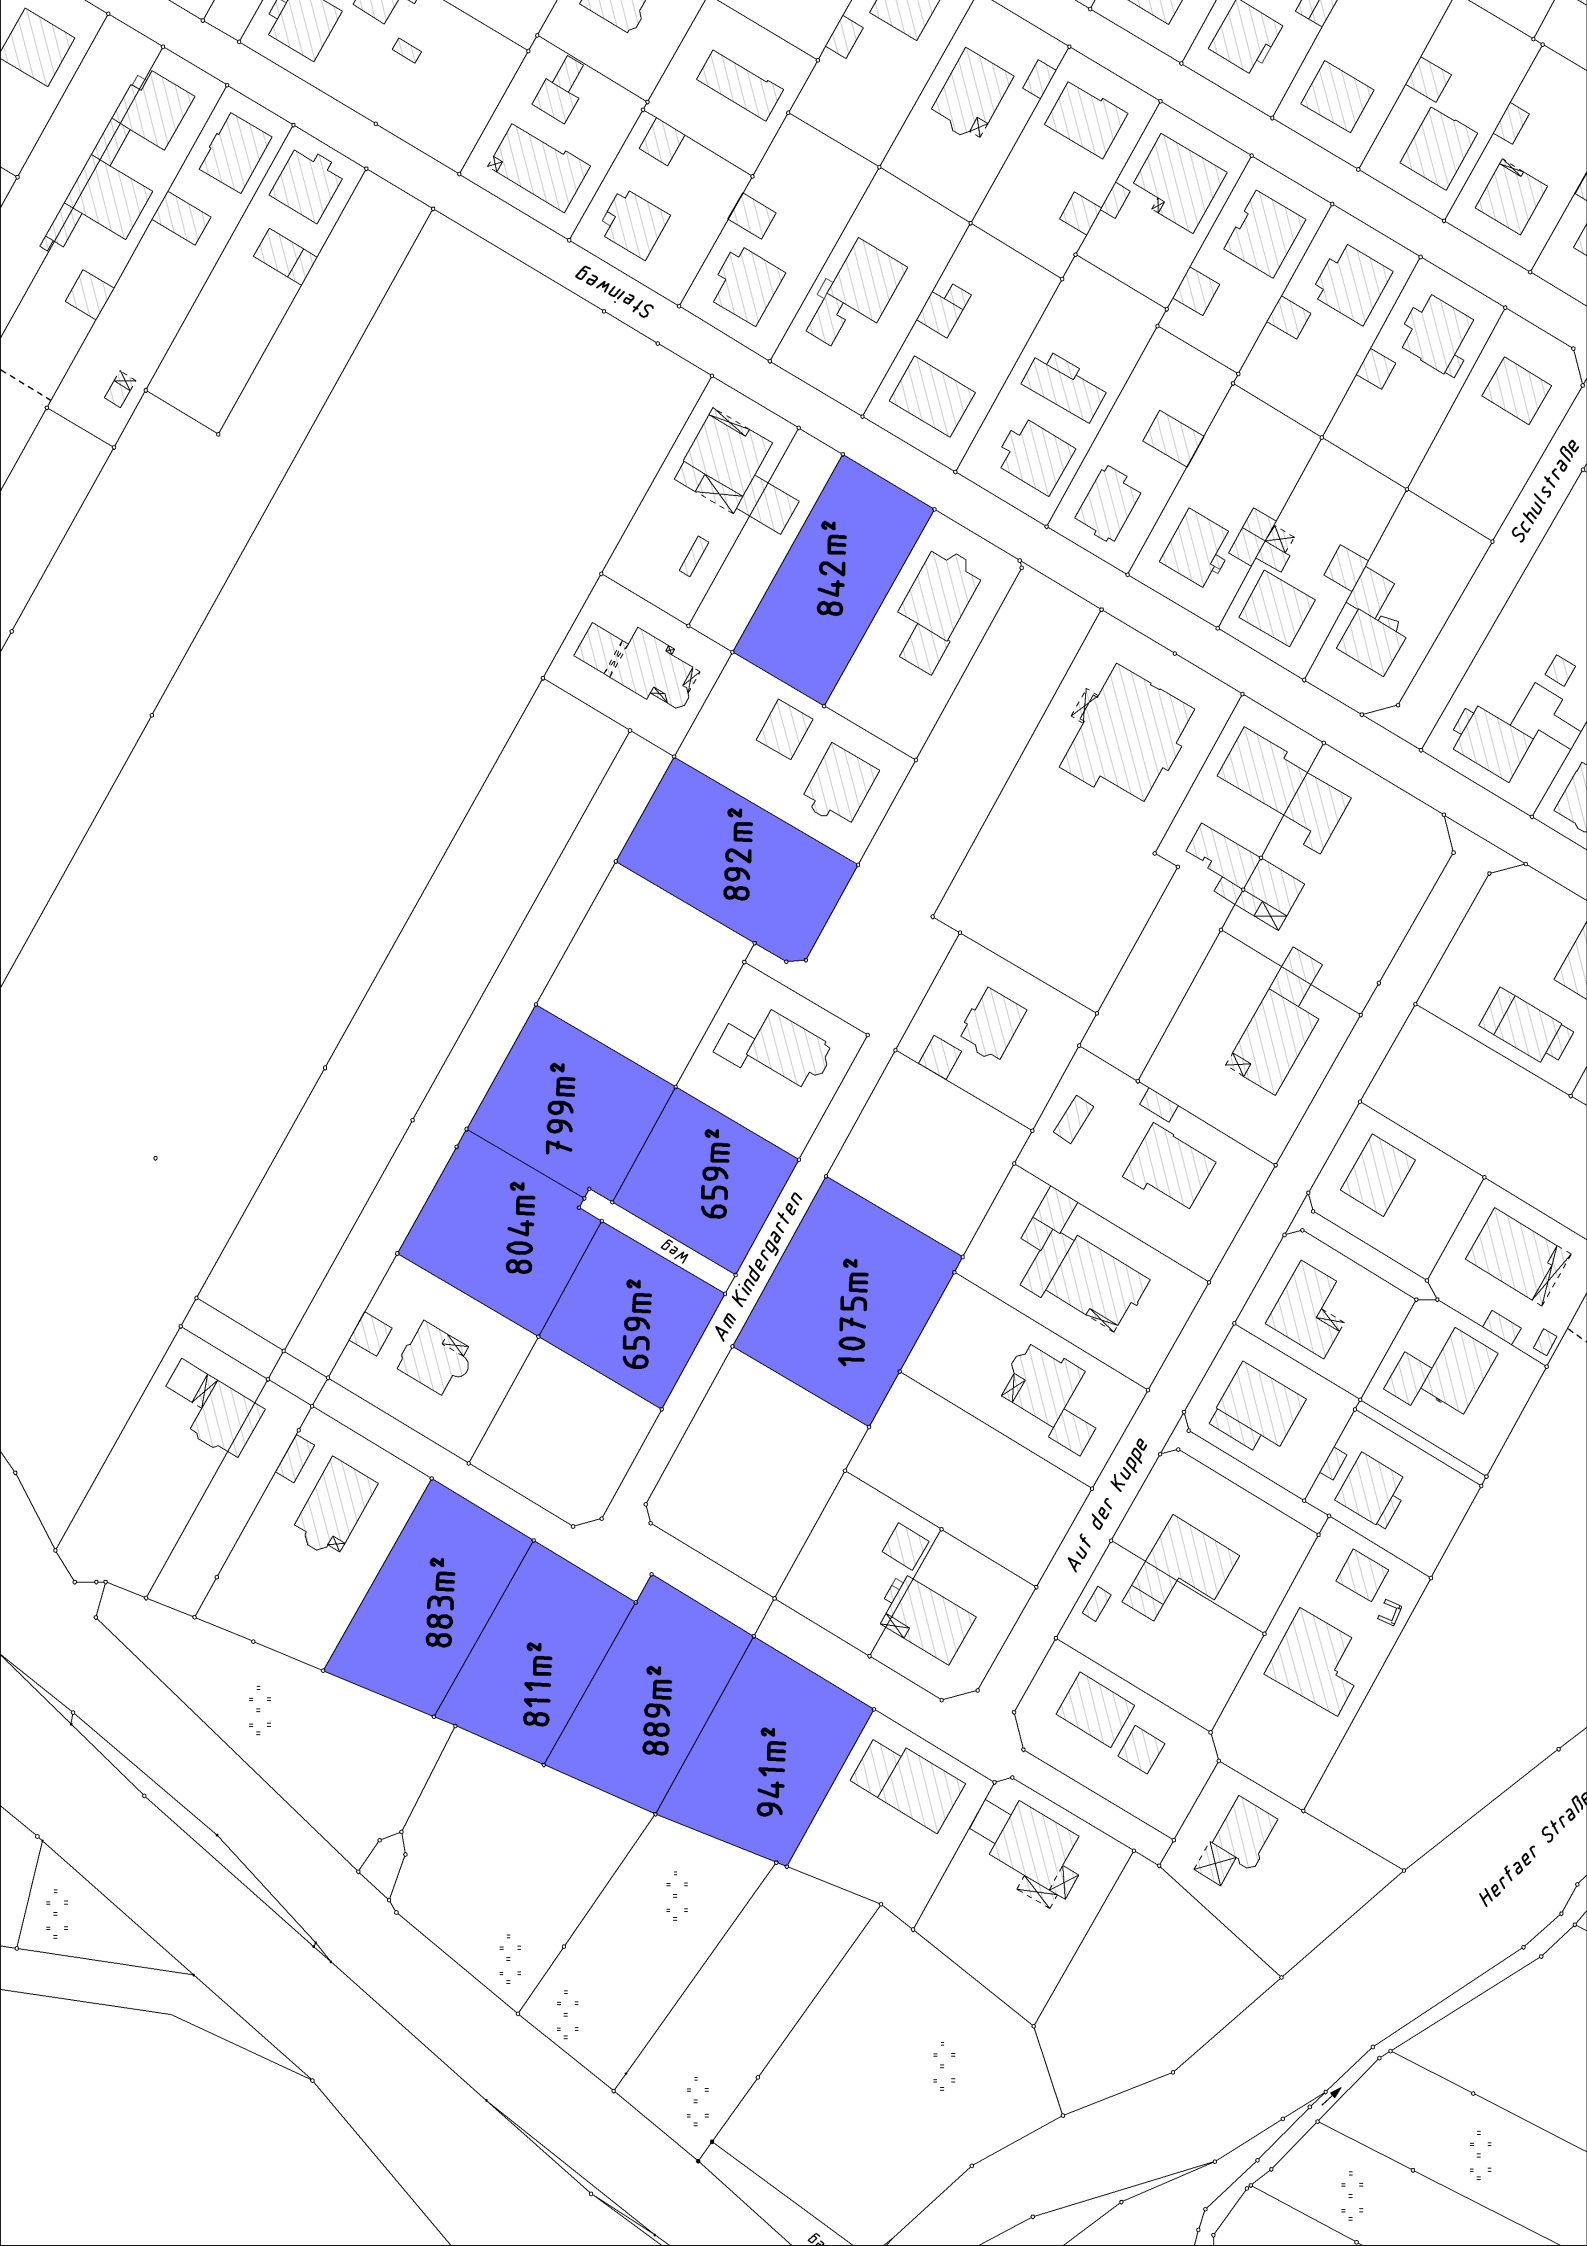 Steinweg
Schulstraße
842m²
892m²
799m²
659m²
804m²
Weg
659m²
Am Kindergarten
1075m²
Auf der Kuppe
883m²
811m²
889m²
941m²
Herfaer Straße